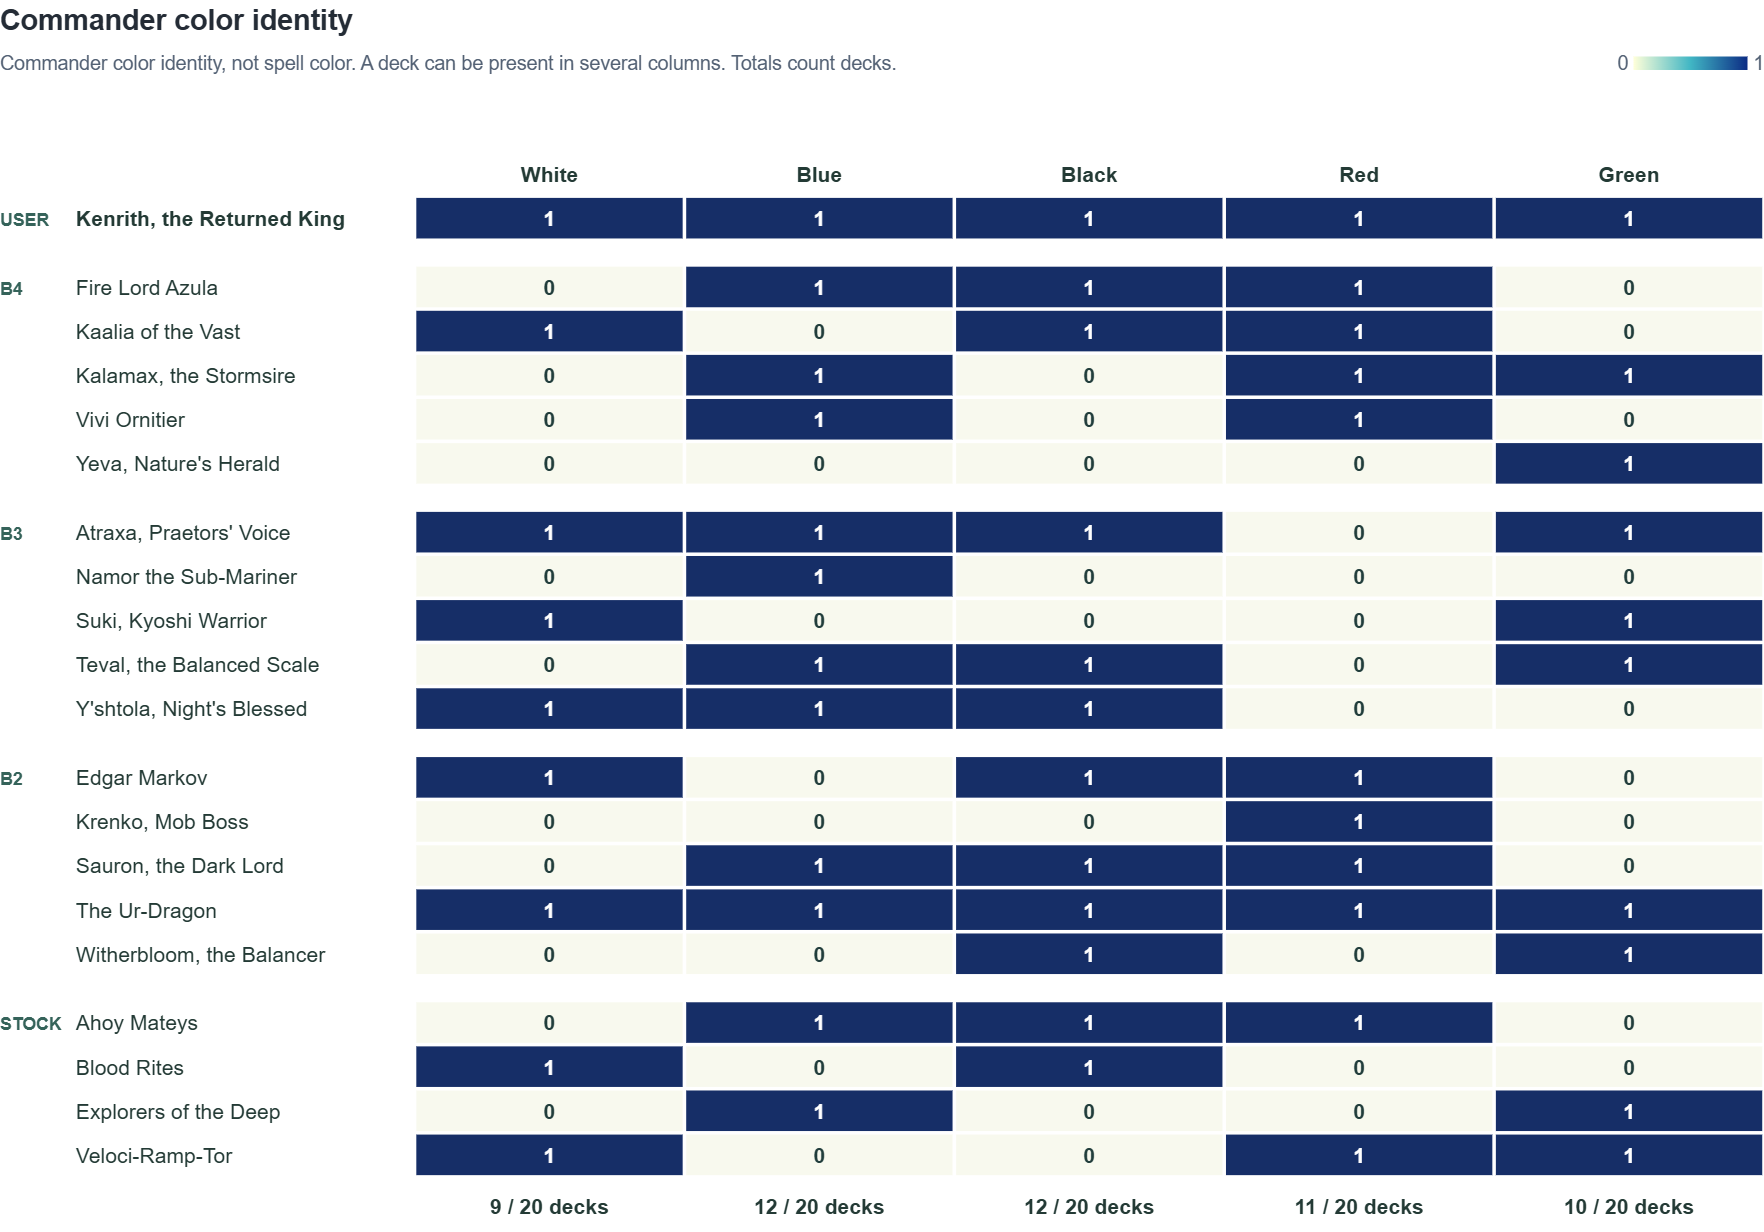 Commander color identity
Commander color identity, not spell color. A deck can be present in several columns. Totals count decks.
0 1
White Blue Black Red Green
USER Kenrith, the Returned King 1 1 1 1 1
B4 Fire Lord Azula 0 1 1 1 0
Kaalia of the Vast 1 0 1 1 0
Kalamax, the Stormsire 0 1 0 1 1
Vivi Ornitier 0 1 0 1 0
Yeva, Nature's Herald 0 0 0 0 1
B3 Atraxa, Praetors' Voice 1 1 1 0 1
Namor the Sub-Mariner 0 1 0 0 0
Suki, Kyoshi Warrior 1 0 0 0 1
Teval, the Balanced Scale 0 1 1 0 1
Y'shtola, Night's Blessed 1 1 1 0 0
B2 Edgar Markov 1 0 1 1 0
Krenko, Mob Boss 0 0 0 1 0
Sauron, the Dark Lord 0 1 1 1 0
The Ur-Dragon 1 1 1 1 1
Witherbloom, the Balancer 0 0 1 0 1
STOCK Ahoy Mateys 0 1 1 1 0
Blood Rites 1 0 1 0 0
Explorers of the Deep 0 1 0 0 1
Veloci-Ramp-Tor 1 0 0 1 1
9 / 20 decks 12 / 20 decks 12 / 20 decks 11 / 20 decks 10 / 20 decks